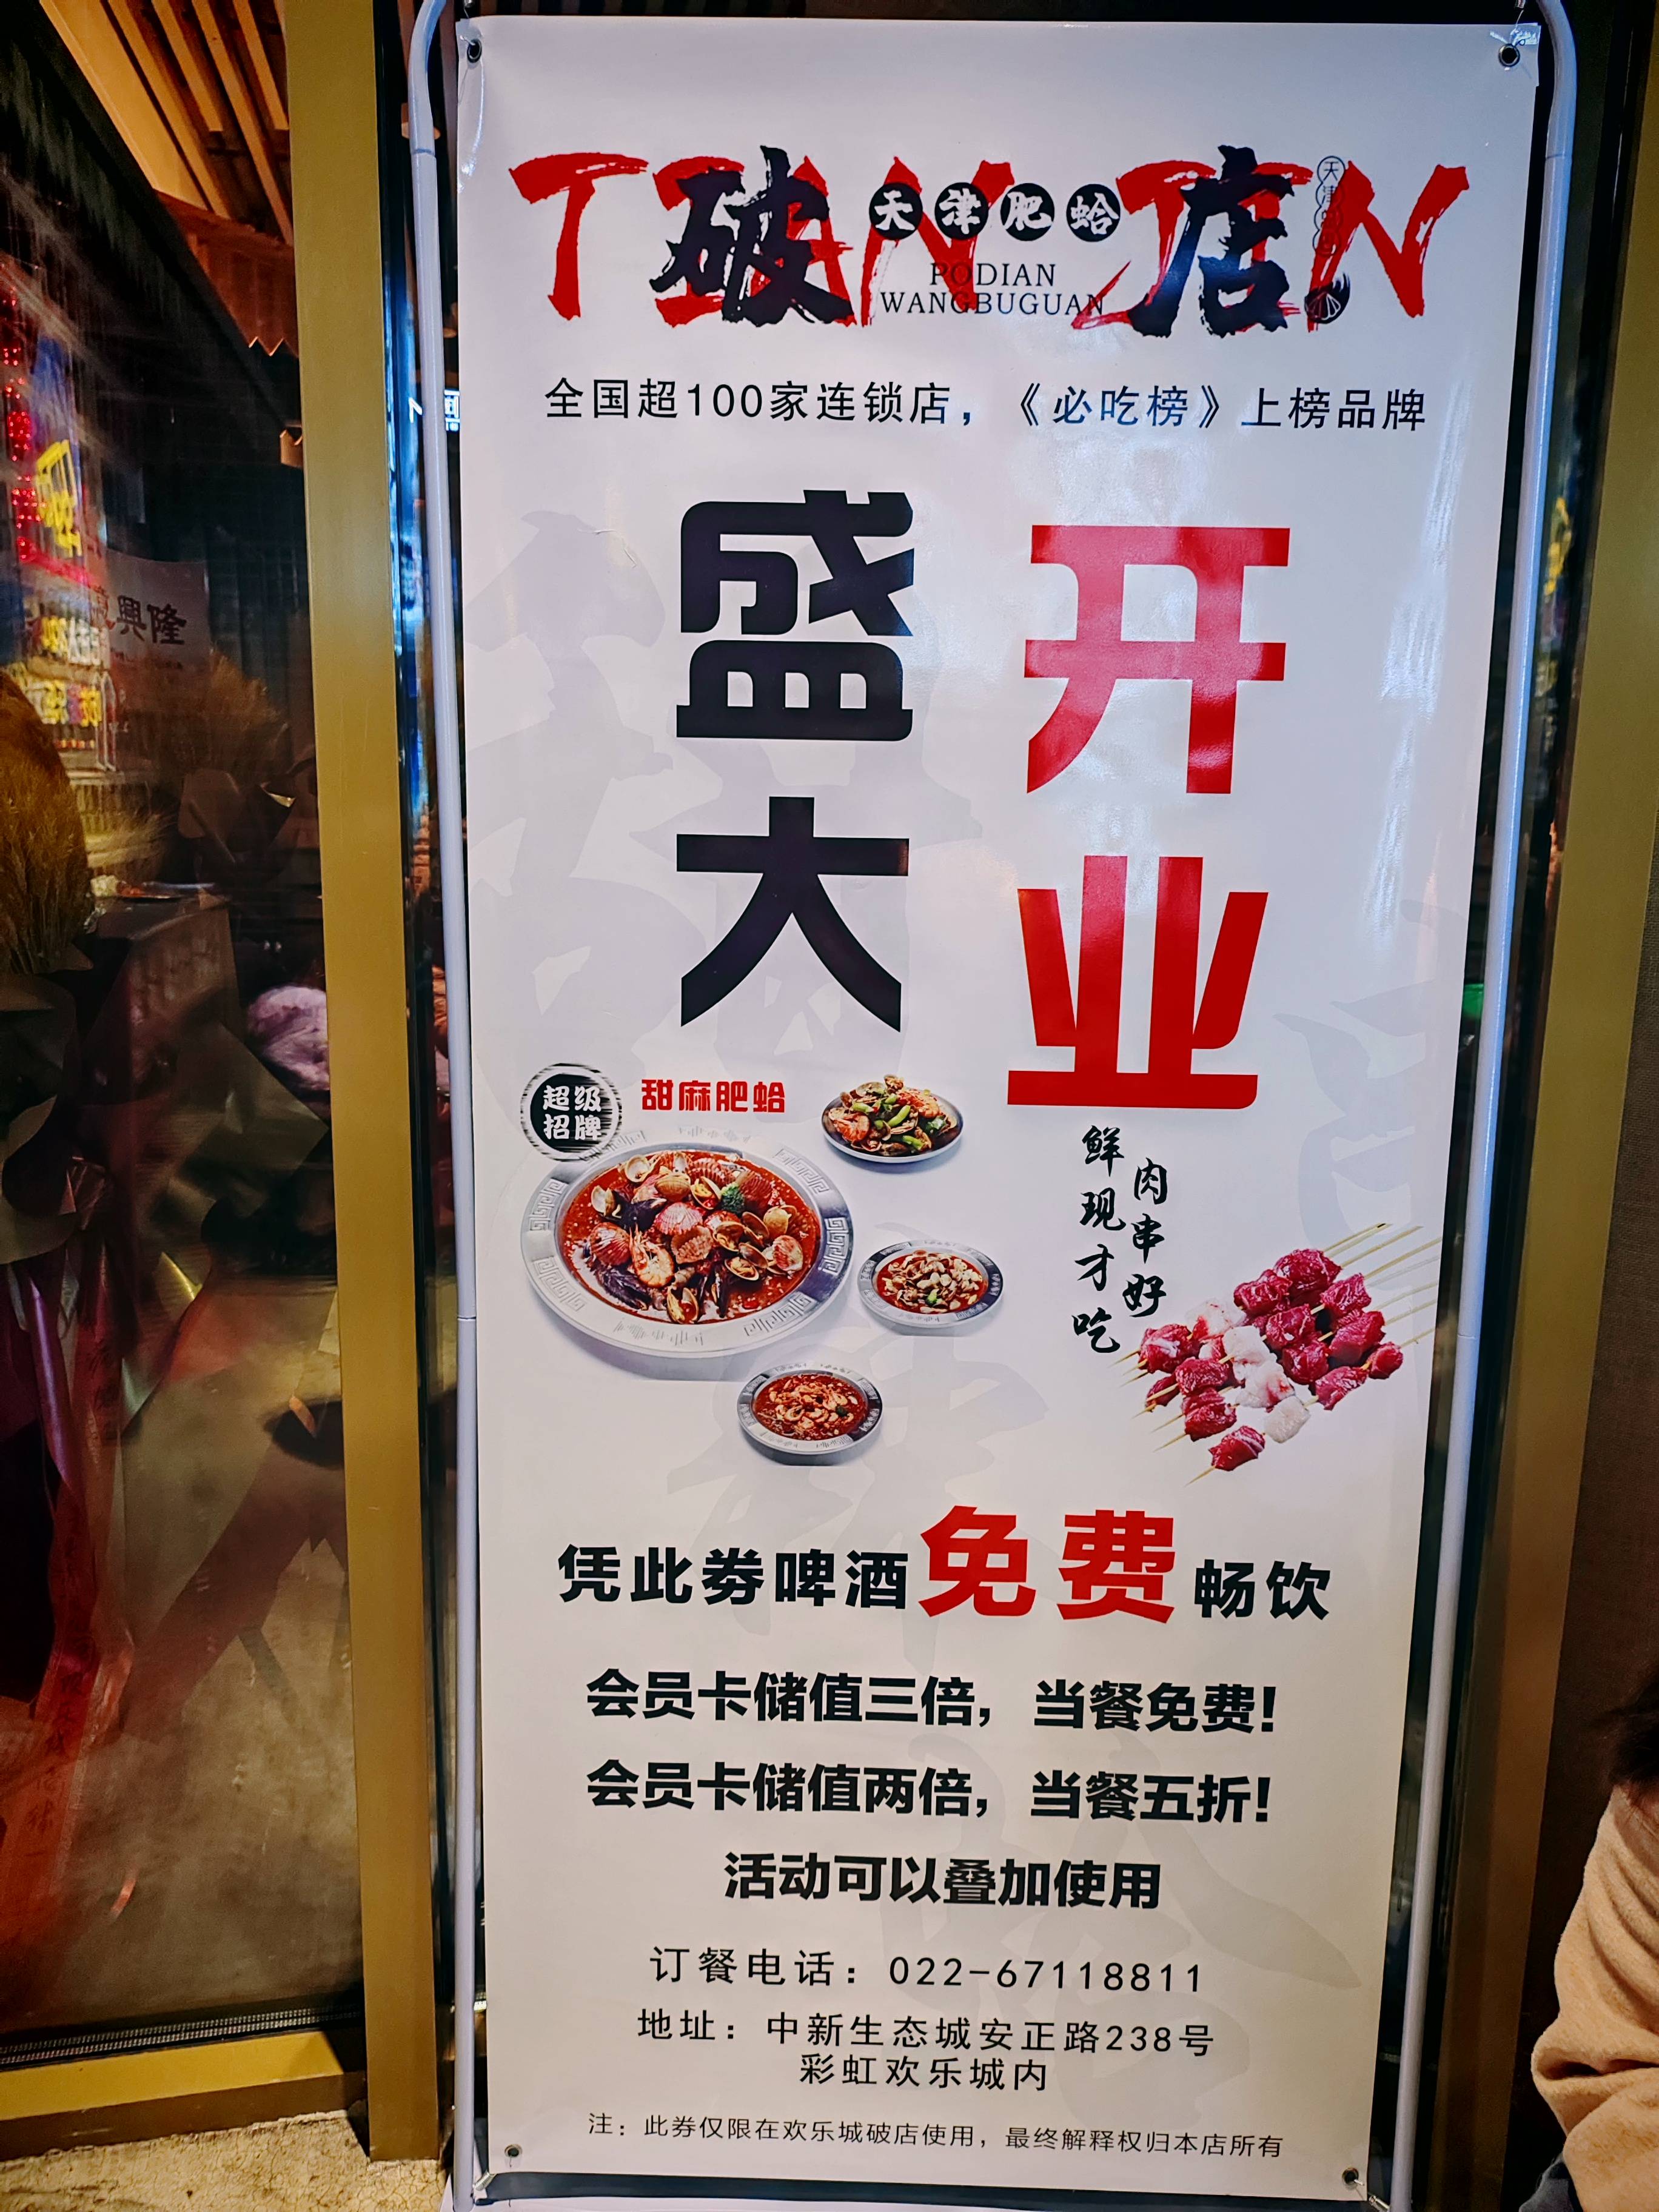 TIAN JIN
破店
天津肥蛤
PODIAN
WANGBUGUAN
全国超100家连锁店，《必吃榜》上榜品牌
盛大
开业
超级
招牌
甜麻肥蛤
鲜肉现串才好吃
凭此券啤酒免费畅饮
会员卡储值三倍，当餐免费！
会员卡储值两倍，当餐五折！
活动可以叠加使用
订餐电话：022-67118811
地址：中新生态城安正路238号
彩虹欢乐城内
注：此券仅限在欢乐城破店使用，最终解释权归本店所有
興隆